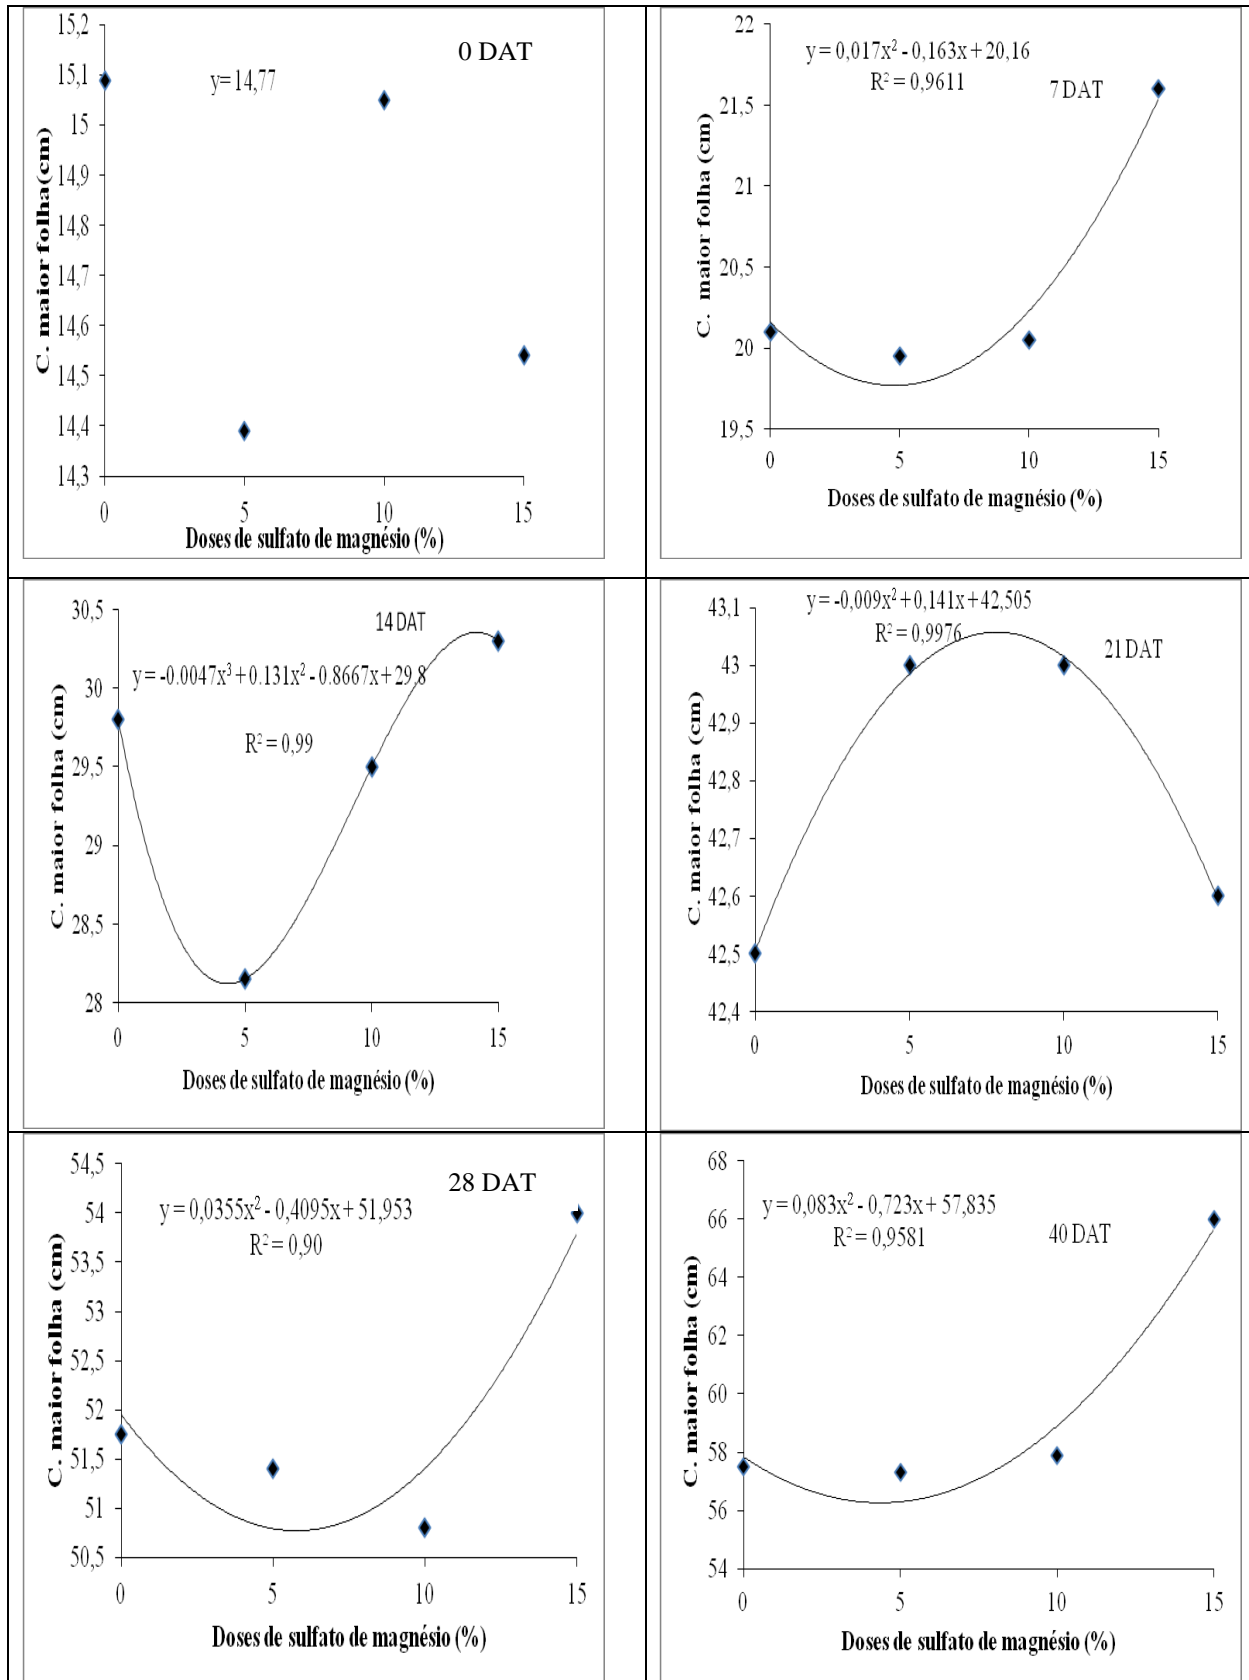 0 DAT
y= 14,77
C. maior folha(cm)
15,2
15,1
15
14,9
14,8
14,7
14,6
14,5
14,4
14,3
0 5 10 15
Doses de sulfato de magnésio (%)
y = 0,017x² - 0,163x + 20,16
R² = 0,9611
7 DAT
C. maior folha (cm)
22
21,5
21
20,5
20
19,5
0 5 10 15
Doses de sulfato de magnésio (%)
14 DAT
y = -0.0047x³ + 0.131x² - 0.8667x + 29.8
R² = 0,99
C. maior folha (cm)
30,5
30
29,5
29
28,5
28
0 5 10 15
Doses de sulfato de magnésio (%)
y = -0,009x² + 0,141x + 42,505
R² = 0,9976
21 DAT
C. maior folha (cm)
43,1
43
42,9
42,8
42,7
42,6
42,5
42,4
0 5 10 15
Doses de sulfato de magnésio (%)
28 DAT
y = 0,0355x² - 0,4095x + 51,953
R² = 0,90
C. maior folha (cm)
54,5
54
53,5
53
52,5
52
51,5
51
50,5
0 5 10 15
Doses de sulfato de magnésio (%)
y = 0,083x² - 0,723x + 57,835
R² = 0,9581
40 DAT
C. maior folha (cm)
68
66
64
62
60
58
56
54
0 5 10 15
Doses de sulfato de magnésio (%)